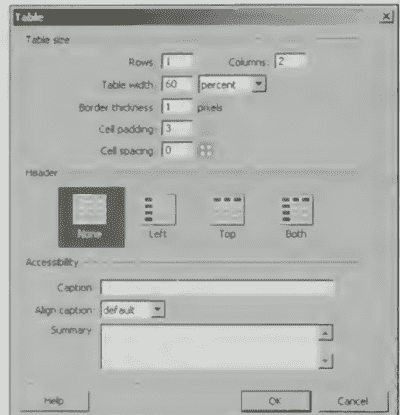 Table
Table size
Rows: 1 Columns: 2
Table width: 60 percent
Border thickness: 1 pixels
Cell padding: 3
Cell spacing: 0
Header
None Left Top Both
Accessibility
Caption:
Align caption: default
Summary:
Help OK Cancel